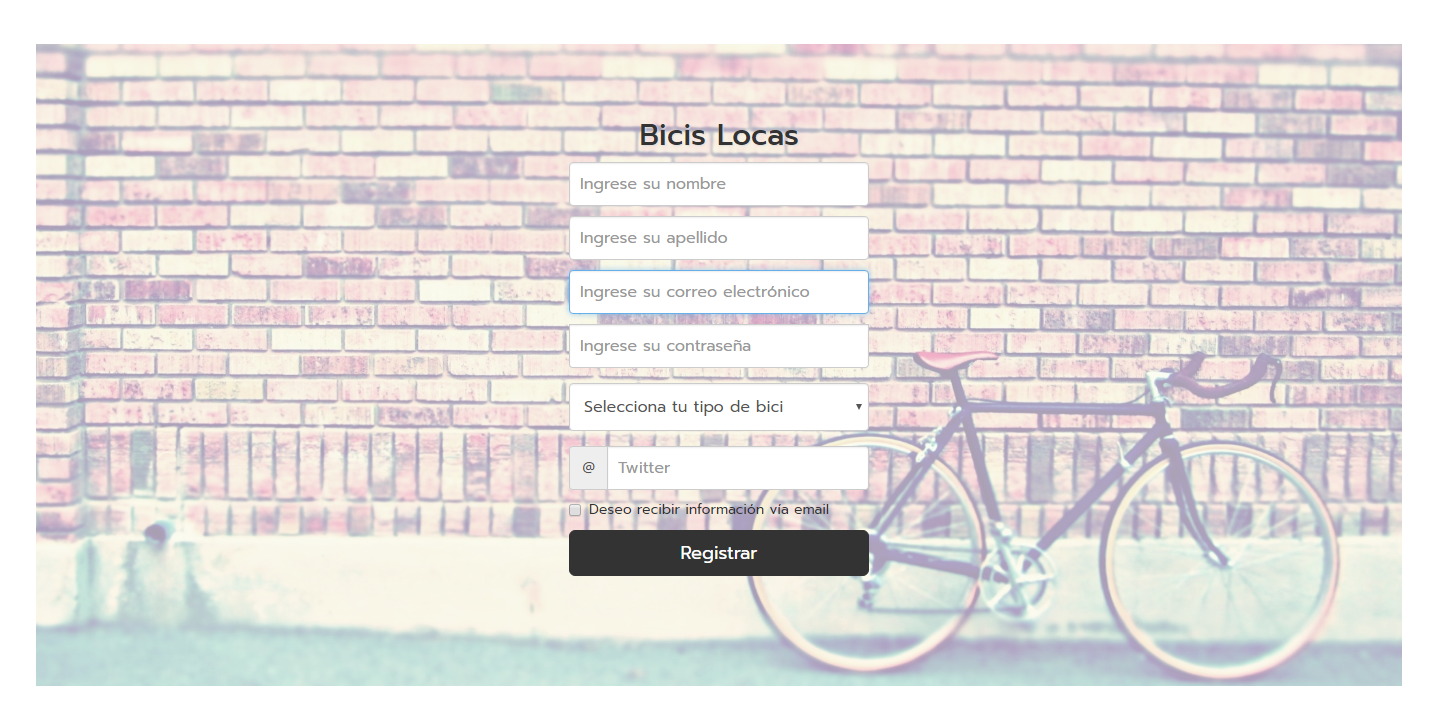 Bicis Locas
Ingrese su nombre
Ingrese su apellido
Ingrese su correo electrónico
Ingrese su contraseña
Selecciona tu tipo de bici
@ Twitter
Deseo recibir información vía email
Registrar